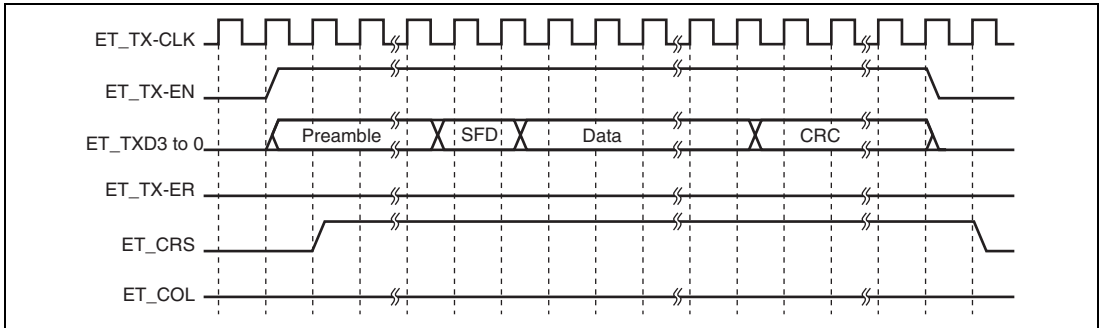 ET_TX-CLK
ET_TX-EN
ET_TXD3 to 0
Preamble
SFD
Data
CRC
ET_TX-ER
ET_CRS
ET_COL